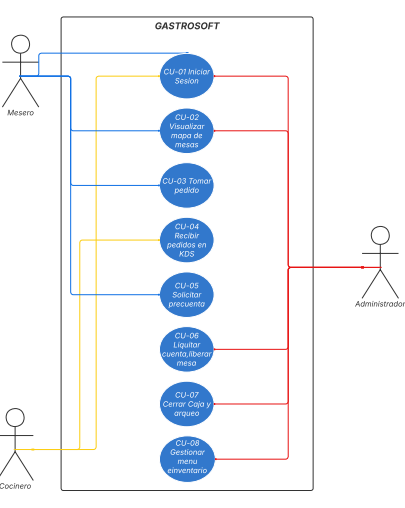 GASTROSOFT
CU-01 Iniciar
Sesion
Mesero
CU-02
Visualizar
mapa de
mesas
CU-03 Tomar
pedido
CU-04
Recibir
pedidos en
KDS
CU-05
Solicitar
precuenta
Administrador
CU-06
Liquitar
cuenta,liberar
mesa
CU-07
Cerrar Caja y
arqueo
CU-08
Gestionar
menu
einventario
Cocinero